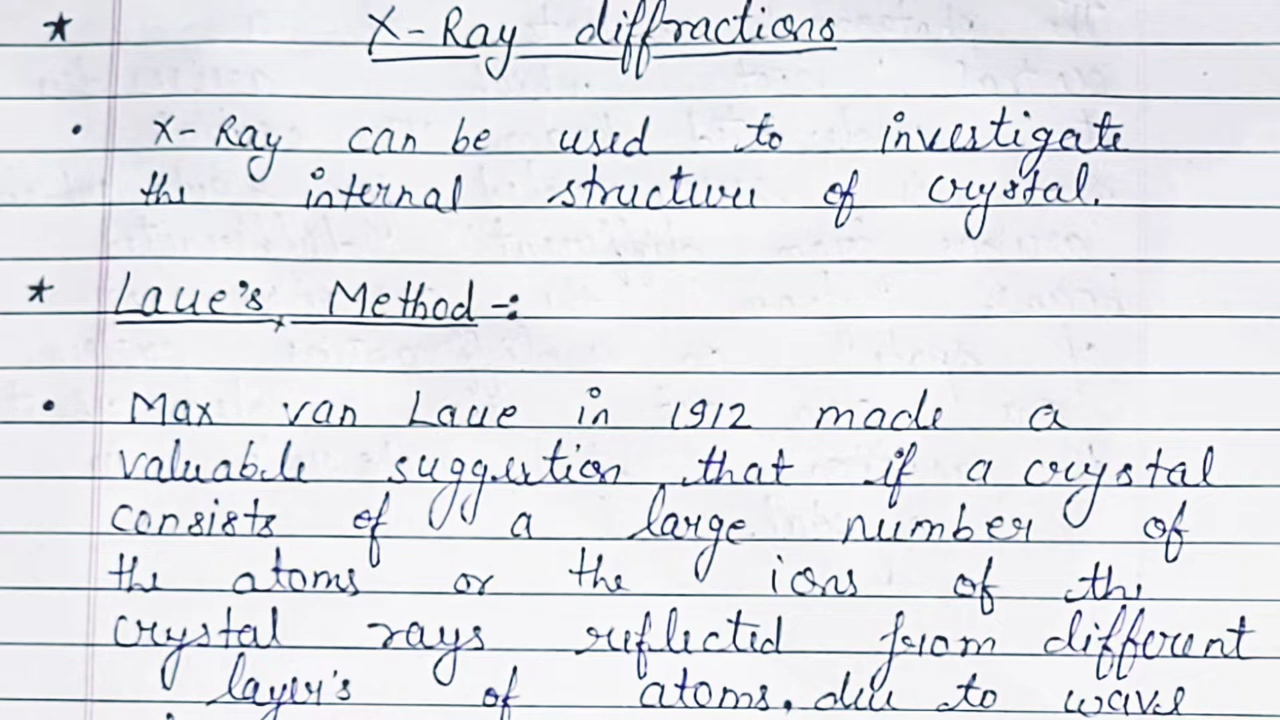 * X-Ray diffractions
• X-Ray can be used to investigate
the internal structure of crystal.
* Laue's Method -:
• Max van Laue in 1912 made a
valuable suggestion that if a crystal
consists of a large number of
the atoms or the ions of the
crystal rays reflected from different
layer's of atoms. due to wave